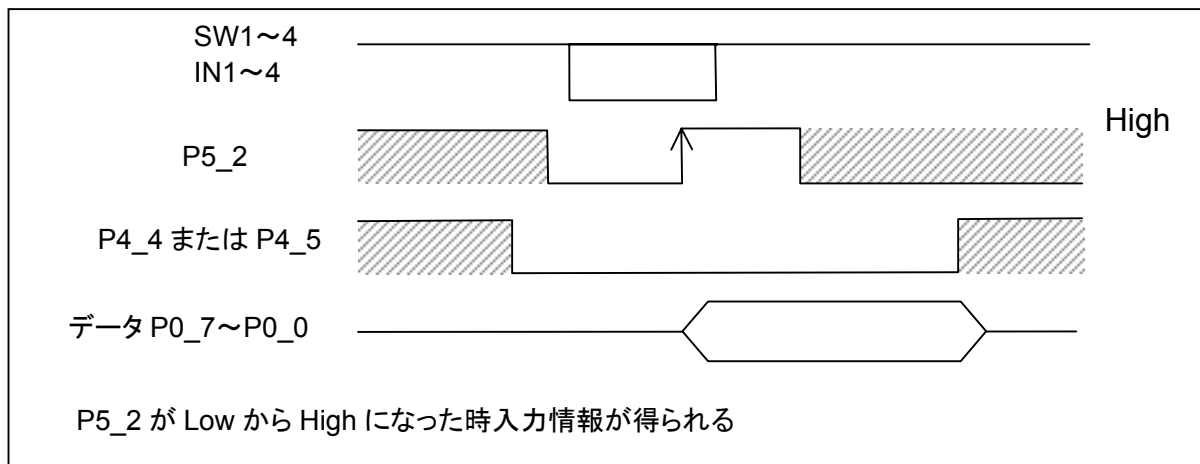 SW1～4
IN1～4
High
P5_2
P4_4 または P4_5
データ P0_7～P0_0
P5_2 が Low から High になった時入力情報が得られる